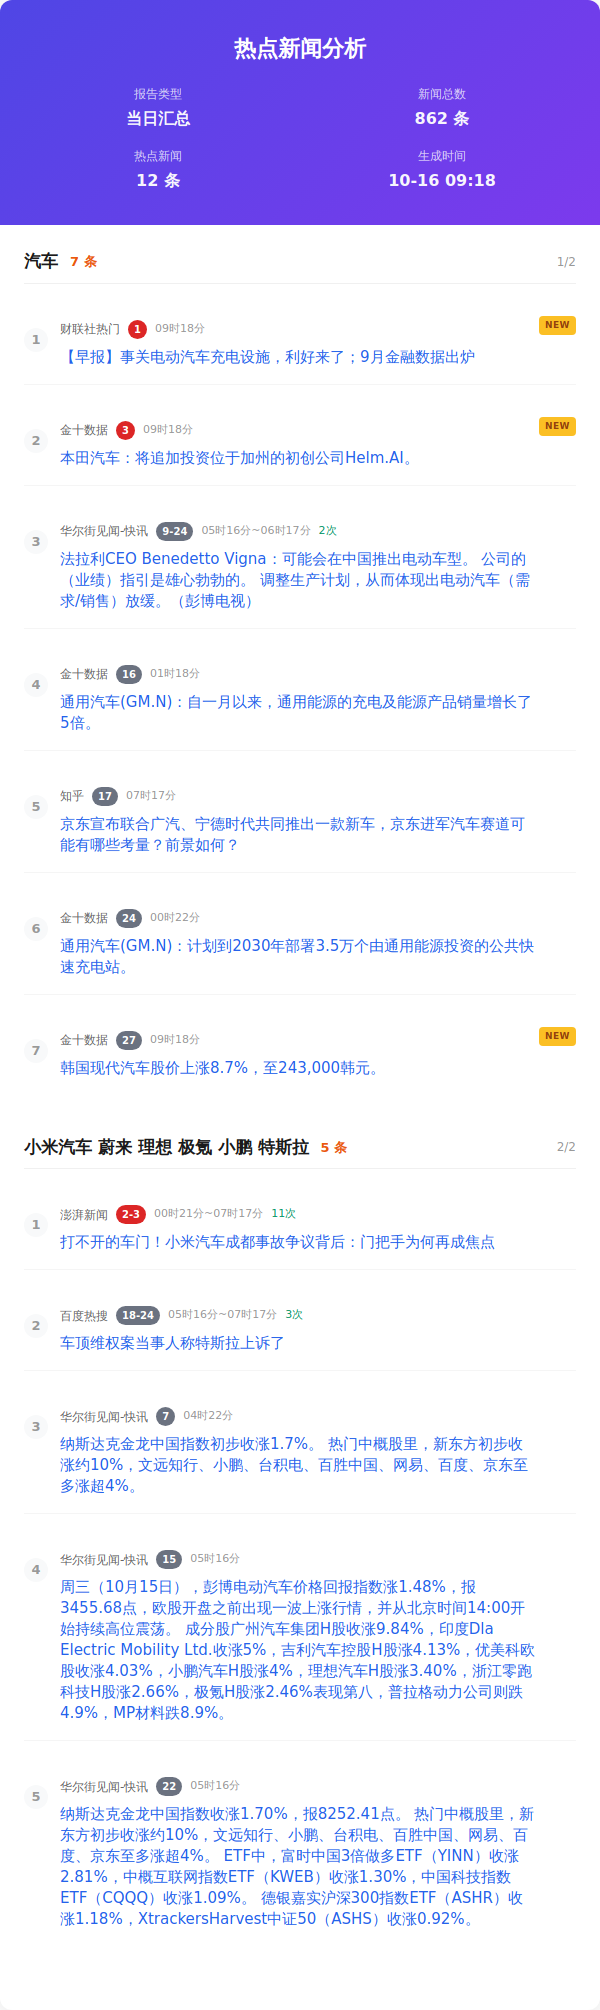 热点新闻分析
报告类型
当日汇总
新闻总数
862 条
热点新闻
12 条
生成时间
10-16 09:18
汽车 7 条 1/2
1 财联社热门 1 09时18分 NEW
【早报】事关电动汽车充电设施，利好来了；9月金融数据出炉
2 金十数据 3 09时18分 NEW
本田汽车：将追加投资位于加州的初创公司Helm.AI。
3 华尔街见闻-快讯 9-24 05时16分~06时17分 2次
法拉利CEO Benedetto Vigna：可能会在中国推出电动车型。 公司的
（业绩）指引是雄心勃勃的。 调整生产计划，从而体现出电动汽车（需
求/销售）放缓。（彭博电视）
4 金十数据 16 01时18分
通用汽车(GM.N)：自一月以来，通用能源的充电及能源产品销量增长了
5倍。
5 知乎 17 07时17分
京东宣布联合广汽、宁德时代共同推出一款新车，京东进军汽车赛道可
能有哪些考量？前景如何？
6 金十数据 24 00时22分
通用汽车(GM.N)：计划到2030年部署3.5万个由通用能源投资的公共快
速充电站。
7 金十数据 27 09时18分 NEW
韩国现代汽车股价上涨8.7%，至243,000韩元。
小米汽车 蔚来 理想 极氪 小鹏 特斯拉 5 条 2/2
1 澎湃新闻 2-3 00时21分~07时17分 11次
打不开的车门！小米汽车成都事故争议背后：门把手为何再成焦点
2 百度热搜 18-24 05时16分~07时17分 3次
车顶维权案当事人称特斯拉上诉了
3 华尔街见闻-快讯 7 04时22分
纳斯达克金龙中国指数初步收涨1.7%。 热门中概股里，新东方初步收
涨约10%，文远知行、小鹏、台积电、百胜中国、网易、百度、京东至
多涨超4%。
4 华尔街见闻-快讯 15 05时16分
周三（10月15日），彭博电动汽车价格回报指数涨1.48%，报
3455.68点，欧股开盘之前出现一波上涨行情，并从北京时间14:00开
始持续高位震荡。 成分股广州汽车集团H股收涨9.84%，印度Dla
Electric Mobility Ltd.收涨5%，吉利汽车控股H股涨4.13%，优美科欧
股收涨4.03%，小鹏汽车H股涨4%，理想汽车H股涨3.40%，浙江零跑
科技H股涨2.66%，极氪H股涨2.46%表现第八，普拉格动力公司则跌
4.9%，MP材料跌8.9%。
5 华尔街见闻-快讯 22 05时16分
纳斯达克金龙中国指数收涨1.70%，报8252.41点。 热门中概股里，新
东方初步收涨约10%，文远知行、小鹏、台积电、百胜中国、网易、百
度、京东至多涨超4%。 ETF中，富时中国3倍做多ETF（YINN）收涨
2.81%，中概互联网指数ETF（KWEB）收涨1.30%，中国科技指数
ETF（CQQQ）收涨1.09%。 德银嘉实沪深300指数ETF（ASHR）收
涨1.18%，XtrackersHarvest中证50（ASHS）收涨0.92%。